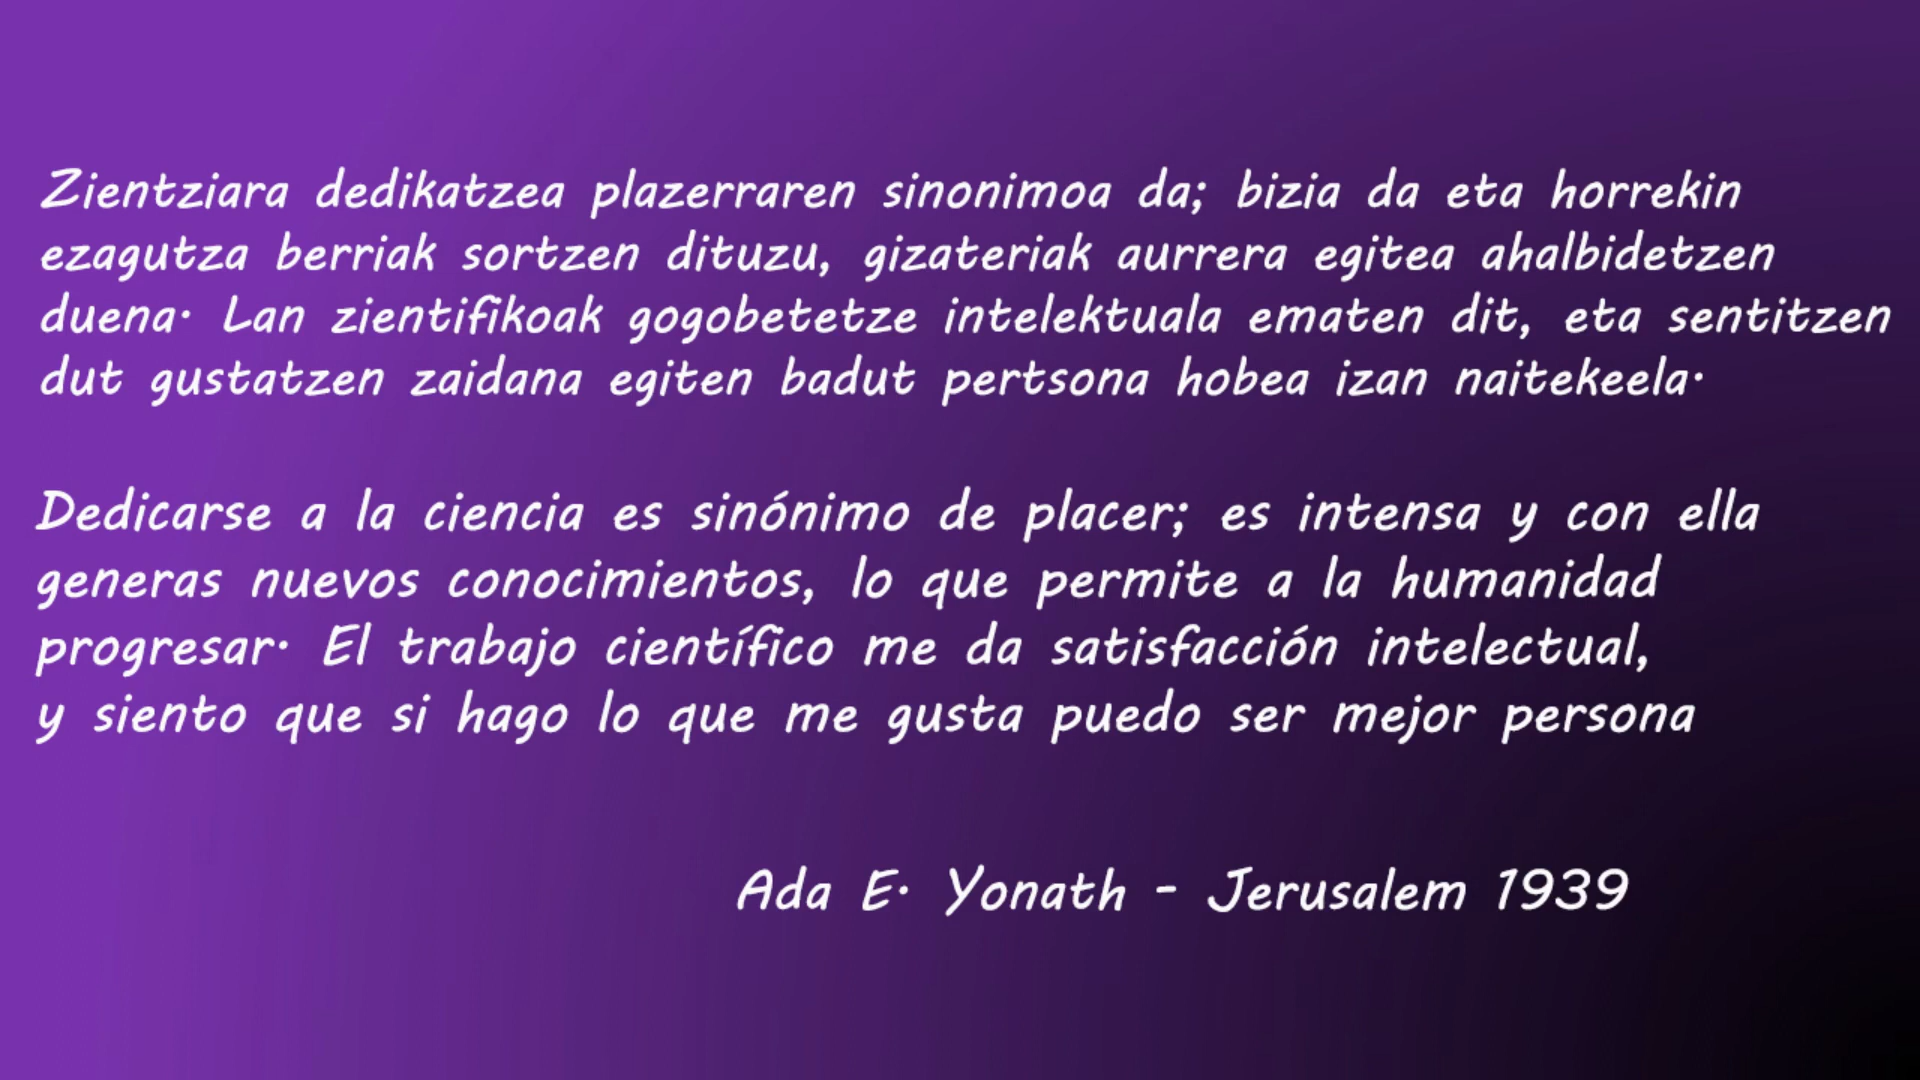 Zientziara dedikatzea plazerraren sinonimoa da; bizia da eta horrekin
ezagutza berriak sortzen dituzu, gizateriak aurrera egitea ahalbidetzen
duena. Lan zientifikoak gogobetetze intelektuala ematen dit, eta sentitzen
dut gustatzen zaidana egiten badut pertsona hobea izan naitekeela.
Dedicarse a la ciencia es sinónimo de placer; es intensa y con ella
generas nuevos conocimientos, lo que permite a la humanidad
progresar. El trabajo científico me da satisfacción intelectual,
y siento que si hago lo que me gusta puedo ser mejor persona
Ada E. Yonath - Jerusalem 1939